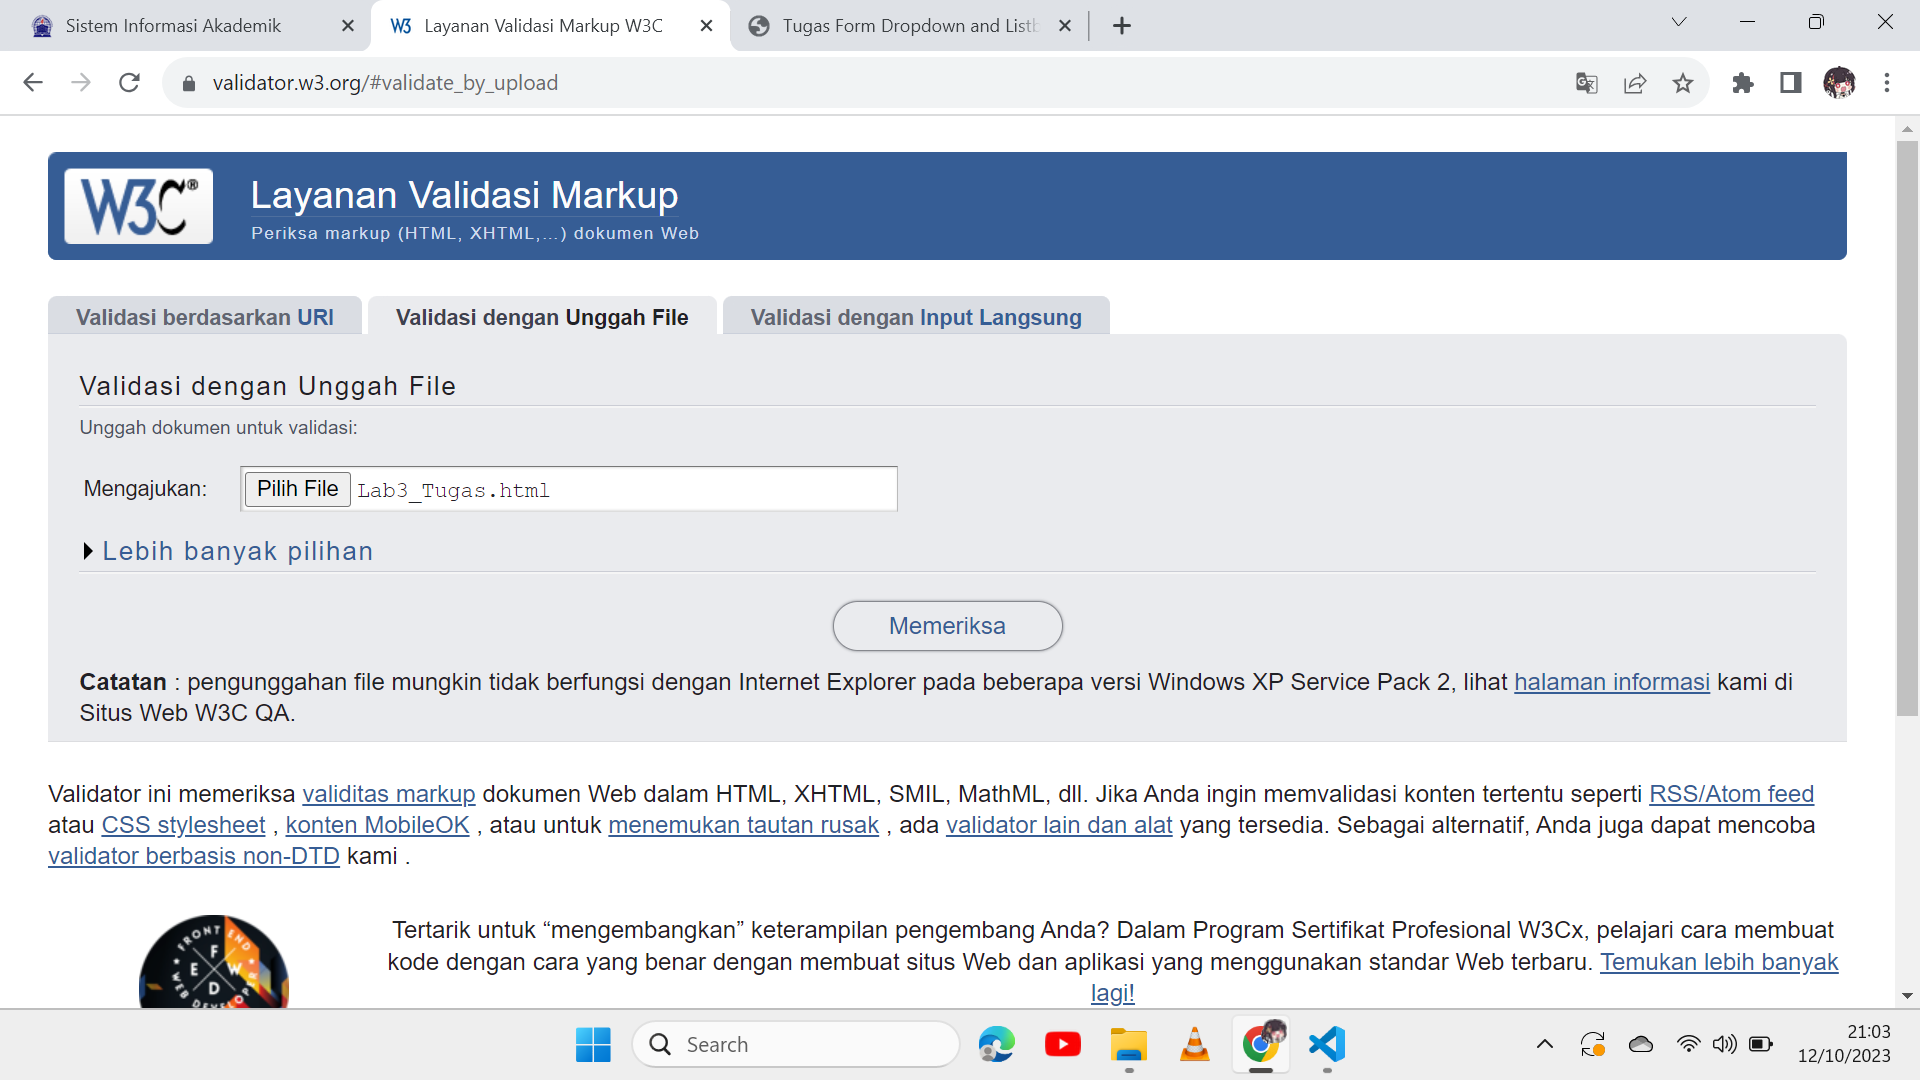 Sistem Informasi Akademik
Layanan Validasi Markup W3C
Tugas Form Dropdown and Listb
validator.w3.org/#validate_by_upload
W3C®
Layanan Validasi Markup
Periksa markup (HTML, XHTML,...) dokumen Web
Validasi berdasarkan URI
Validasi dengan Unggah File
Validasi dengan Input Langsung
Validasi dengan Unggah File
Unggah dokumen untuk validasi:
Mengajukan:
Pilih File Lab3_Tugas.html
Lebih banyak pilihan
Memeriksa
Catatan : pengunggahan file mungkin tidak berfungsi dengan Internet Explorer pada beberapa versi Windows XP Service Pack 2, lihat halaman informasi kami di
Situs Web W3C QA.
Validator ini memeriksa validitas markup dokumen Web dalam HTML, XHTML, SMIL, MathML, dll. Jika Anda ingin memvalidasi konten tertentu seperti RSS/Atom feed
atau CSS stylesheet , konten MobileOK , atau untuk menemukan tautan rusak , ada validator lain dan alat yang tersedia. Sebagai alternatif, Anda juga dapat mencoba
validator berbasis non-DTD kami .
FRONT END
F E W D
WEB DEVELOPER
Tertarik untuk “mengembangkan” keterampilan pengembang Anda? Dalam Program Sertifikat Profesional W3Cx, pelajari cara membuat
kode dengan cara yang benar dengan membuat situs Web dan aplikasi yang menggunakan standar Web terbaru. Temukan lebih banyak
lagi!
Search
21:03
12/10/2023